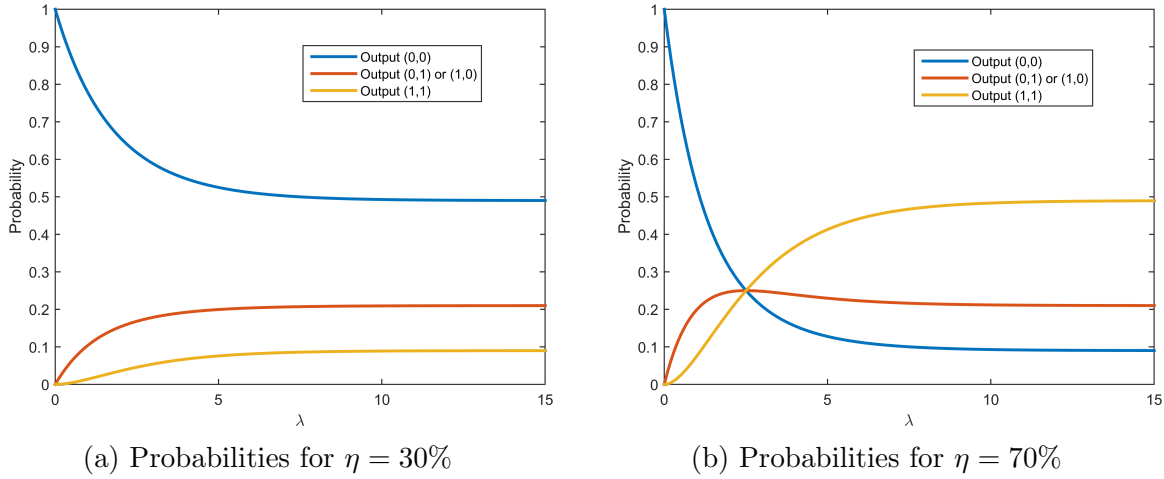 1
0.9
0.8
0.7
0.6
0.5
0.4
0.3
0.2
0.1
0
Probability
Output (0,0)
Output (0,1) or (1,0)
Output (1,1)
0 5 10 15
λ
(a) Probabilities for η = 30%
1
0.9
0.8
0.7
0.6
0.5
0.4
0.3
0.2
0.1
0
Probability
Output (0,0)
Output (0,1) or (1,0)
Output (1,1)
0 5 10 15
λ
(b) Probabilities for η = 70%